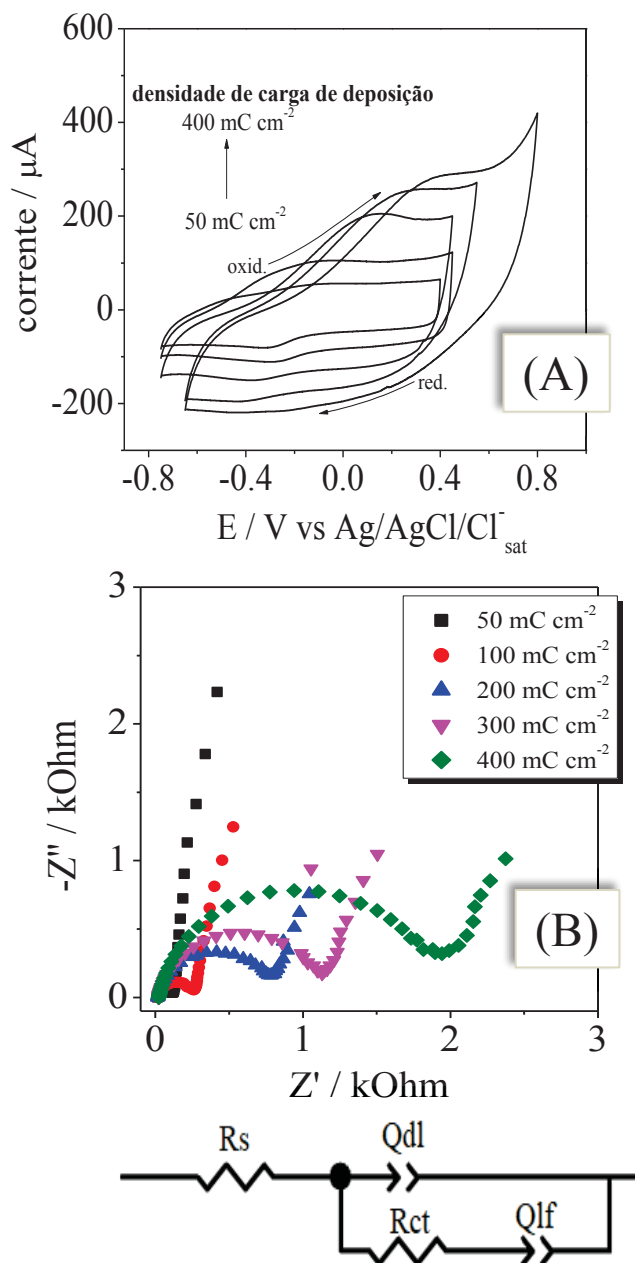 600
400
200
0
-200
corrente / µA
densidade de carga de deposição
400 mC cm-2
50 mC cm-2
oxid.
red.
(A)
-0.8 -0.4 0.0 0.4 0.8
E / V vs Ag/AgCl/Cl-sat
3
2
1
0
-Z" / kOhm
50 mC cm-2
100 mC cm-2
200 mC cm-2
300 mC cm-2
400 mC cm-2
(B)
0 1 2 3
Z' / kOhm
Rs
Qdl
Rct
Qlf